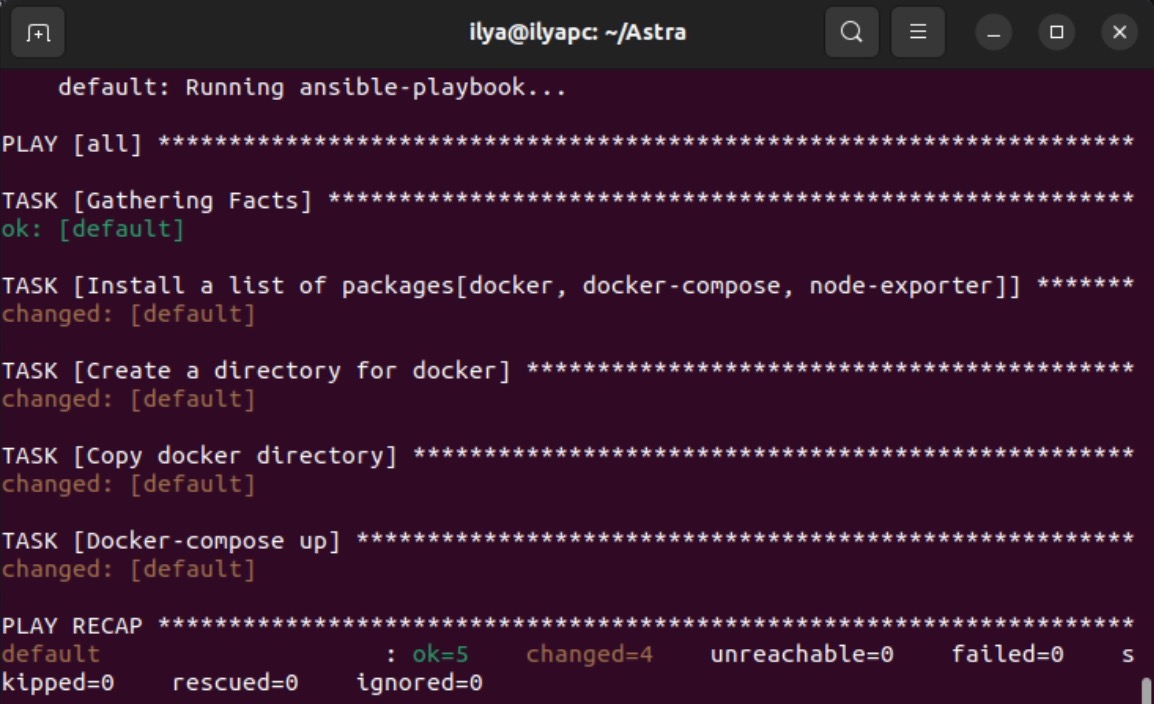 ilya@ilyapc: ~/Astra
    default: Running ansible-playbook...
PLAY [all] *********************************************************************
TASK [Gathering Facts] *********************************************************
ok: [default]
TASK [Install a list of packages[docker, docker-compose, node-exporter]] *******
changed: [default]
TASK [Create a directory for docker] *******************************************
changed: [default]
TASK [Copy docker directory] ***************************************************
changed: [default]
TASK [Docker-compose up] *******************************************************
changed: [default]
PLAY RECAP *********************************************************************
default                    : ok=5    changed=4    unreachable=0    failed=0    s
kipped=0    rescued=0    ignored=0